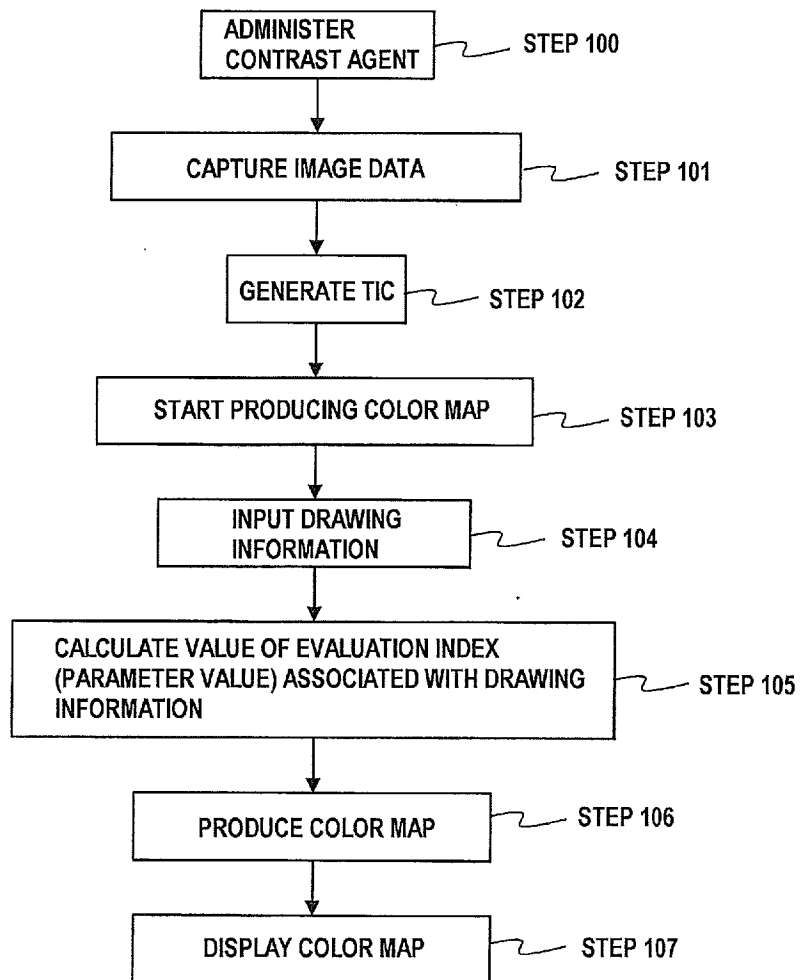 ADMINISTER
CONTRAST AGENT
STEP 100
CAPTURE IMAGE DATA
STEP 101
GENERATE TIC
STEP 102
START PRODUCING COLOR MAP
STEP 103
INPUT DRAWING
INFORMATION
STEP 104
CALCULATE VALUE OF EVALUATION INDEX
(PARAMETER VALUE) ASSOCIATED WITH DRAWING
INFORMATION
STEP 105
PRODUCE COLOR MAP
STEP 106
DISPLAY COLOR MAP
STEP 107